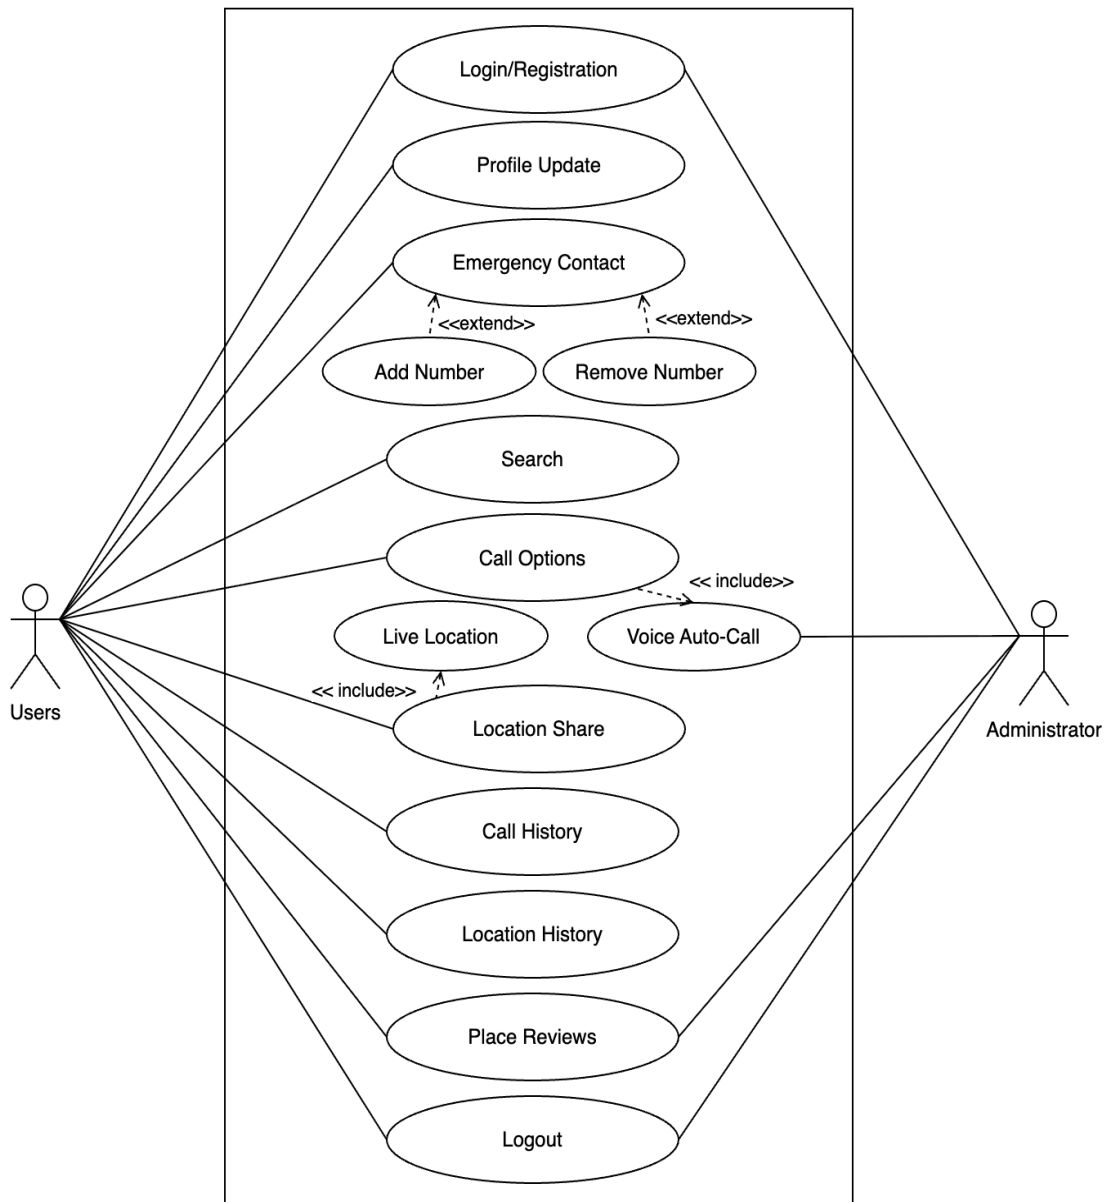 Login/Registration
Profile Update
Emergency Contact
<<extend>>
<<extend>>
Add Number
Remove Number
Search
Call Options
<< include>>
Live Location
Voice Auto-Call
<< include>>
Users
Location Share
Administrator
Call History
Location History
Place Reviews
Logout